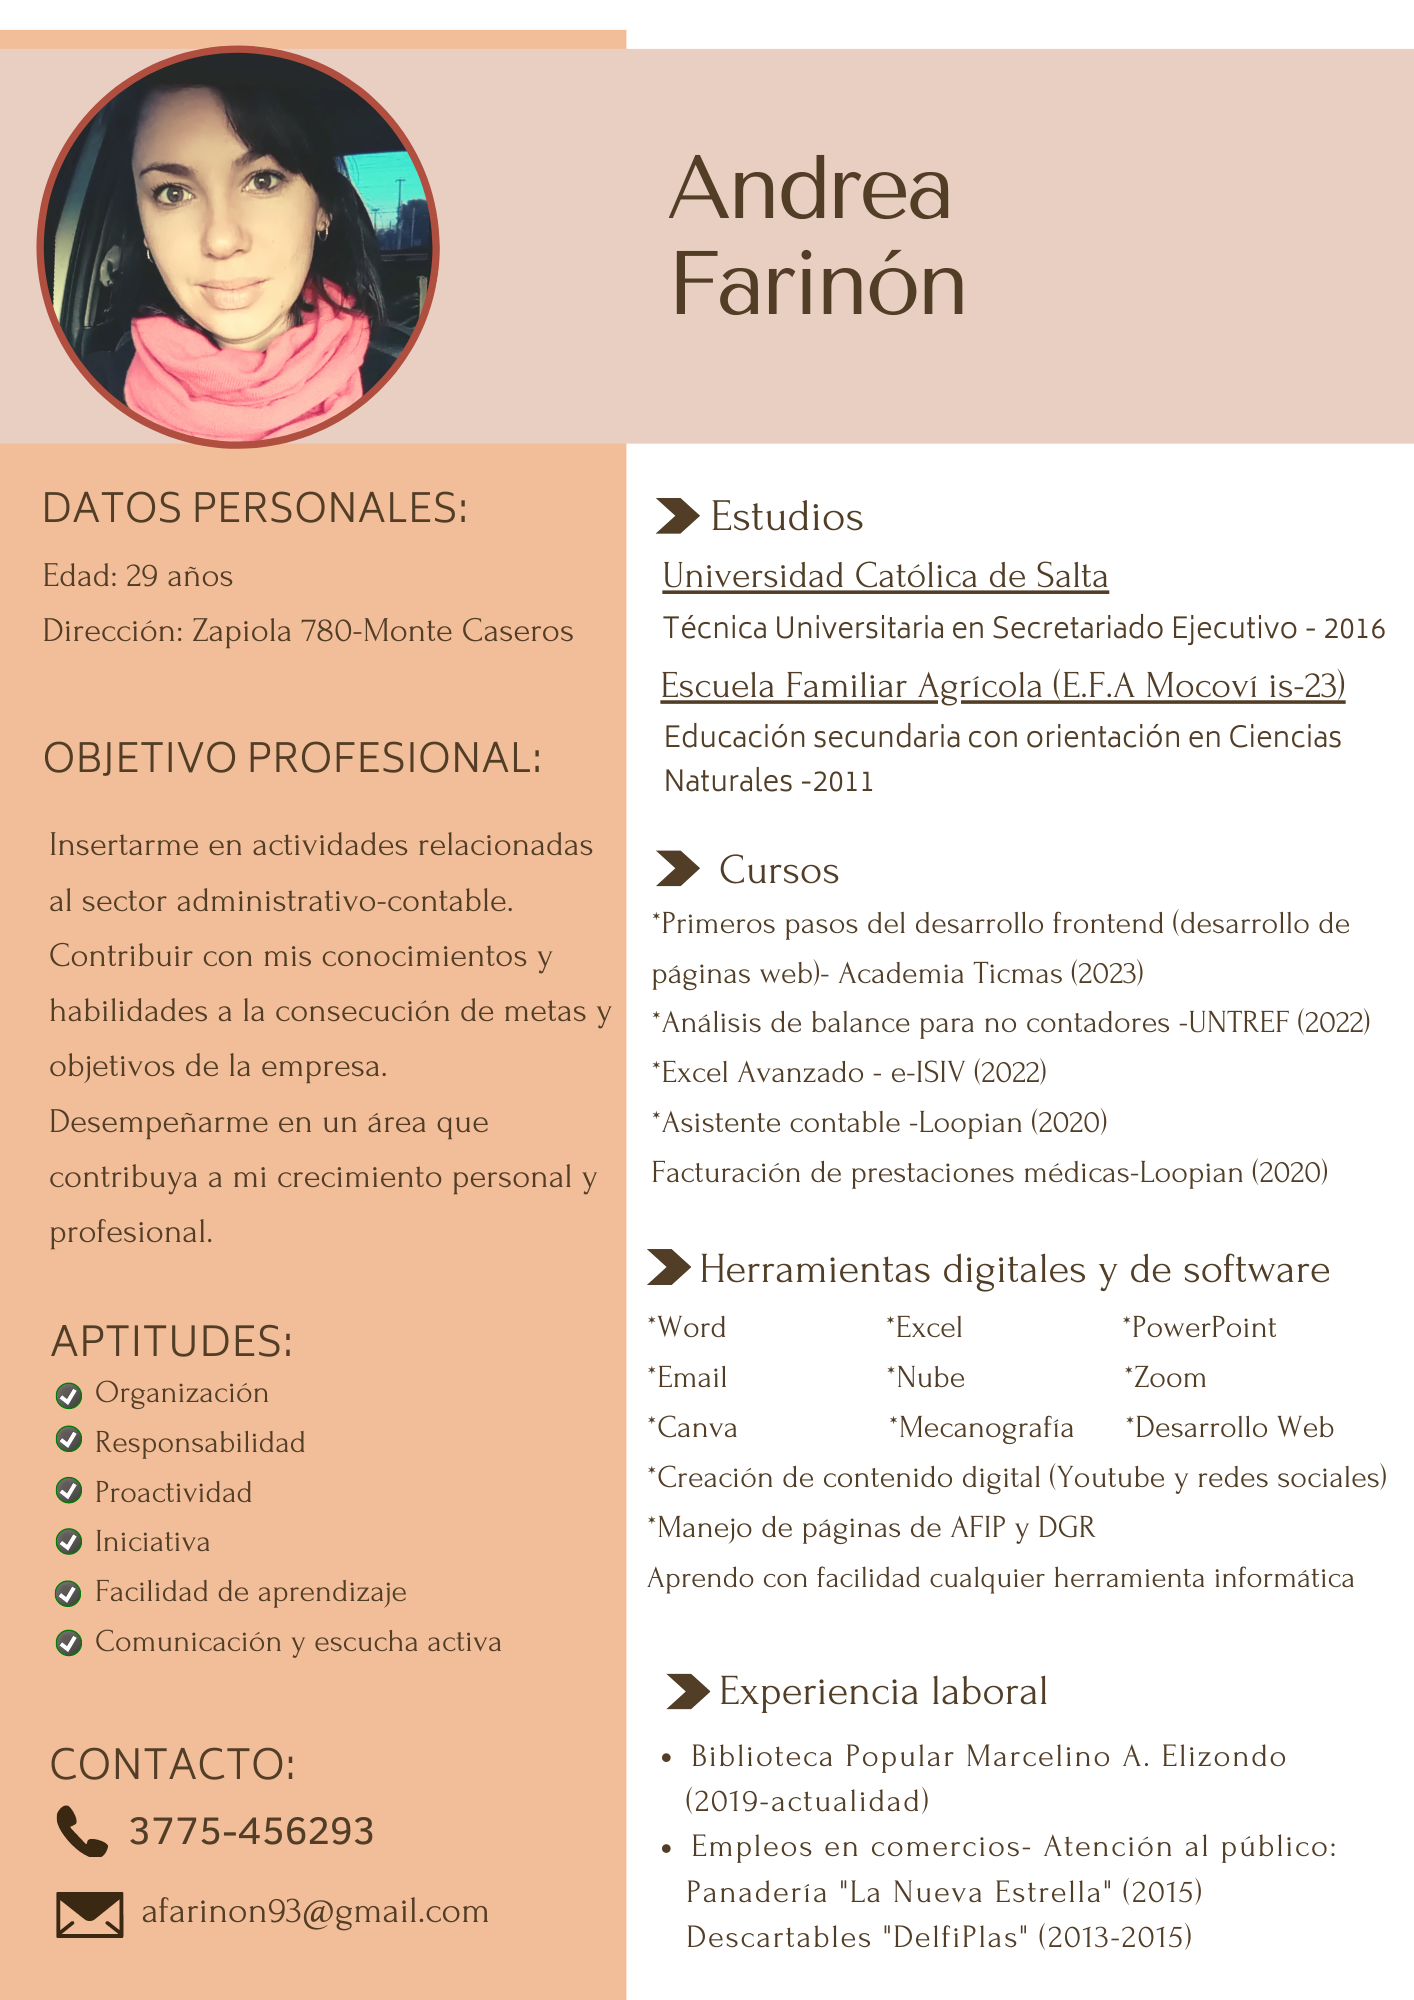 Andrea
Farinón
DATOS PERSONALES:
Edad: 29 años
Dirección: Zapiola 780-Monte Caseros
OBJETIVO PROFESIONAL:
Insertarme en actividades relacionadas
al sector administrativo-contable.
Contribuir con mis conocimientos y
habilidades a la consecución de metas y
objetivos de la empresa.
Desempeñarme en un área que
contribuya a mi crecimiento personal y
profesional.
APTITUDES:
Organización
Responsabilidad
Proactividad
Iniciativa
Facilidad de aprendizaje
Comunicación y escucha activa
CONTACTO:
3775-456293
afarinon93@gmail.com
Estudios
Universidad Católica de Salta
Técnica Universitaria en Secretariado Ejecutivo - 2016
Escuela Familiar Agrícola (E.F.A Mocoví is-23)
Educación secundaria con orientación en Ciencias
Naturales -2011
Cursos
*Primeros pasos del desarrollo frontend (desarrollo de
páginas web)- Academia Ticmas (2023)
*Análisis de balance para no contadores -UNTREF (2022)
*Excel Avanzado - e-ISIV (2022)
*Asistente contable -Loopian (2020)
Facturación de prestaciones médicas-Loopian (2020)
Herramientas digitales y de software
*Word *Excel *PowerPoint
*Email *Nube *Zoom
*Canva *Mecanografía *Desarrollo Web
*Creación de contenido digital (Youtube y redes sociales)
*Manejo de páginas de AFIP y DGR
Aprendo con facilidad cualquier herramienta informática
Experiencia laboral
• Biblioteca Popular Marcelino A. Elizondo
(2019-actualidad)
• Empleos en comercios- Atención al público:
Panadería "La Nueva Estrella" (2015)
Descartables "DelfiPlas" (2013-2015)